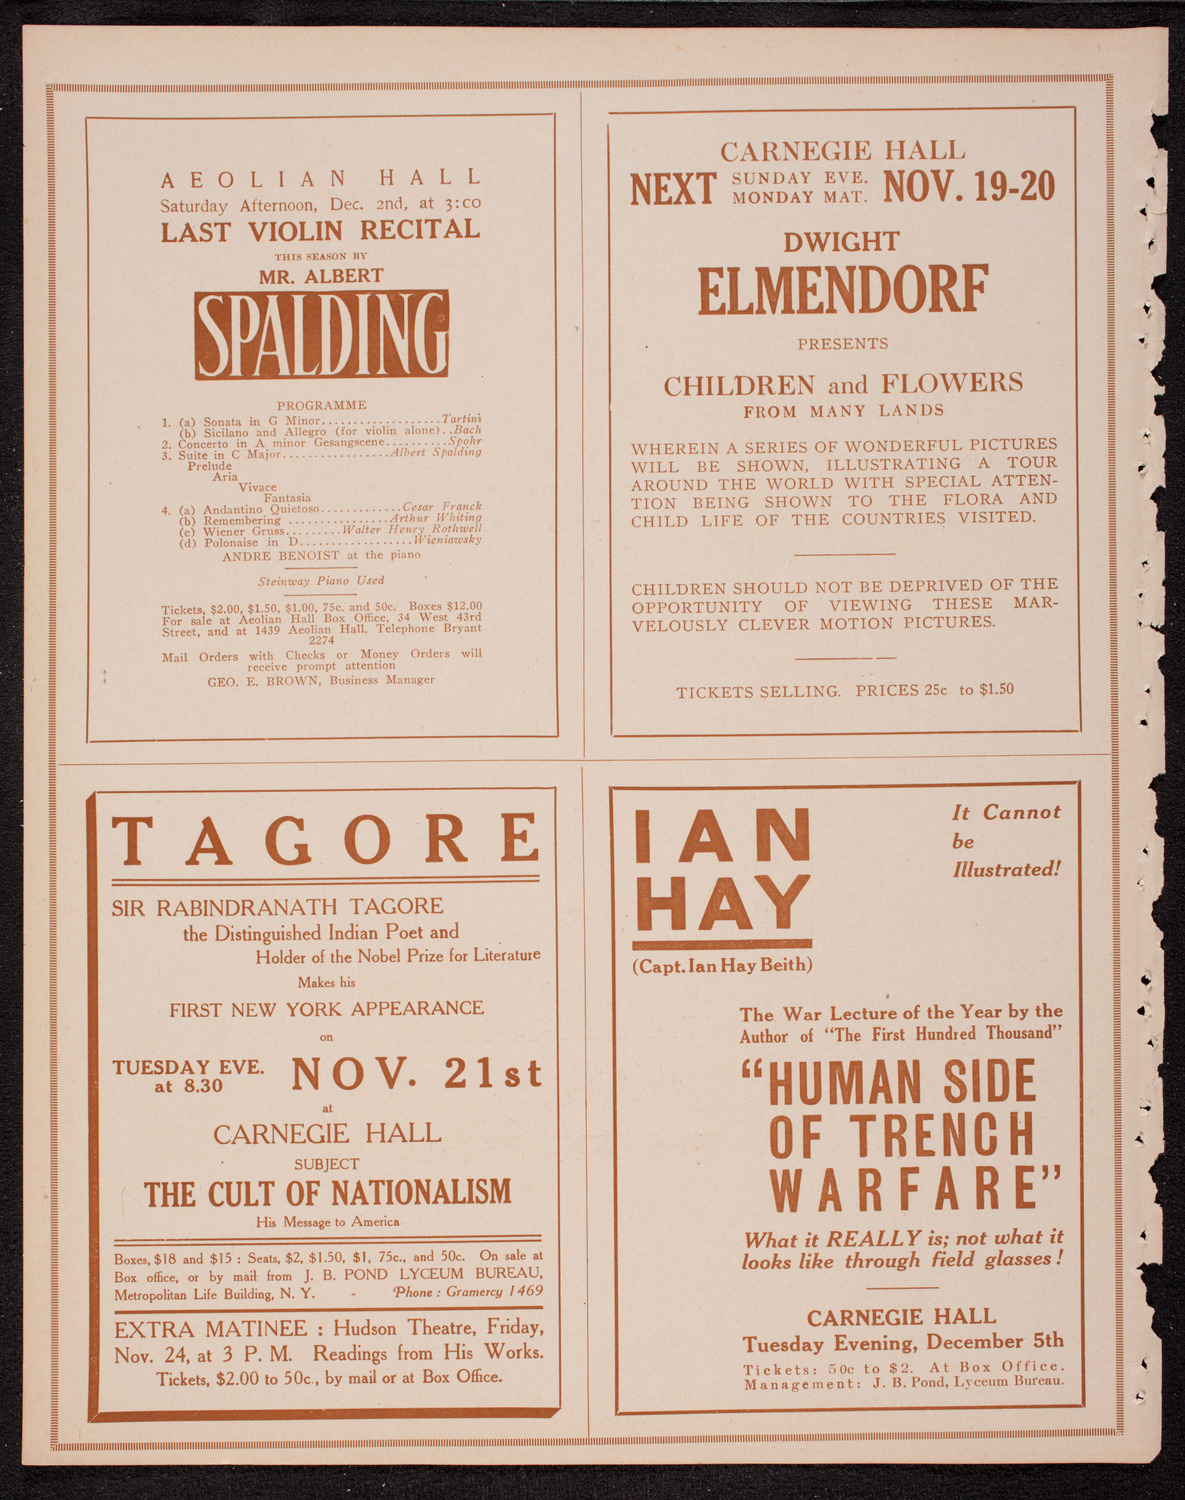 AEOLIAN HALL
Saturday Afternoon, Dec. 2nd, at 3:co
LAST VIOLIN RECITAL
THIS SEASON BY
MR. ALBERT
SPALDING
PROGRAMME
1. (a) Sonata in G Minor...................Tartini
(b) Sicilano and Allegro (for violin alone)..Bach
2. Concerto in A minor Gesangscene..........Spohr
3. Suite in C Major.................Albert Spalding
Prelude
Aria
Vivace
Fantasia
4. (a) Andantino Quietoso.............Cesar Franck
(b) Remembering ................Arthur Whiting
(c) Wiener Gruss.........Walter Henry Rothwell
(d) Polonaise in D..................Wieniawsky
ANDRE BENOIST at the piano
Steinway Piano Used
Tickets, $2.00, $1.50, $1.00, 75c. and 50c. Boxes $12.00
For sale at Aeolian Hall Box Office, 34 West 43rd
Street, and at 1439 Aeolian Hall. Telephone Bryant
2274
Mail Orders with Checks or Money Orders will
receive prompt attention
GEO. E. BROWN, Business Manager
CARNEGIE HALL
NEXT SUNDAY EVE. MONDAY MAT. NOV. 19-20
DWIGHT
ELMENDORF
PRESENTS
CHILDREN and FLOWERS
FROM MANY LANDS
WHEREIN A SERIES OF WONDERFUL PICTURES
WILL BE SHOWN, ILLUSTRATING A TOUR
AROUND THE WORLD WITH SPECIAL ATTEN-
TION BEING SHOWN TO THE FLORA AND
CHILD LIFE OF THE COUNTRIES VISITED.
CHILDREN SHOULD NOT BE DEPRIVED OF THE
OPPORTUNITY OF VIEWING THESE MAR-
VELOUSLY CLEVER MOTION PICTURES.
TICKETS SELLING. PRICES 25c to $1.50
TAGORE
SIR RABINDRANATH TAGORE
the Distinguished Indian Poet and
Holder of the Nobel Prize for Literature
Makes his
FIRST NEW YORK APPEARANCE
on
TUESDAY EVE. at 8.30 NOV. 21st
at
CARNEGIE HALL
SUBJECT
THE CULT OF NATIONALISM
His Message to America
Boxes, $18 and $15 : Seats, $2, $1.50, $1, 75c., and 50c. On sale at
Box office, or by mail from J. B. POND LYCEUM BUREAU,
Metropolitan Life Building, N. Y. - Phone : Gramercy 1469
EXTRA MATINEE : Hudson Theatre, Friday,
Nov. 24, at 3 P. M. Readings from His Works.
Tickets, $2.00 to 50c., by mail or at Box Office.
IAN
HAY
(Capt. Ian Hay Beith)
It Cannot
be
Illustrated!
The War Lecture of the Year by the
Author of "The First Hundred Thousand"
"HUMAN SIDE
OF TRENCH
WARFARE"
What it REALLY is; not what it
looks like through field glasses!
CARNEGIE HALL
Tuesday Evening, December 5th
Tickets: 50c to $2. At Box Office.
Management: J. B. Pond, Lyceum Bureau.